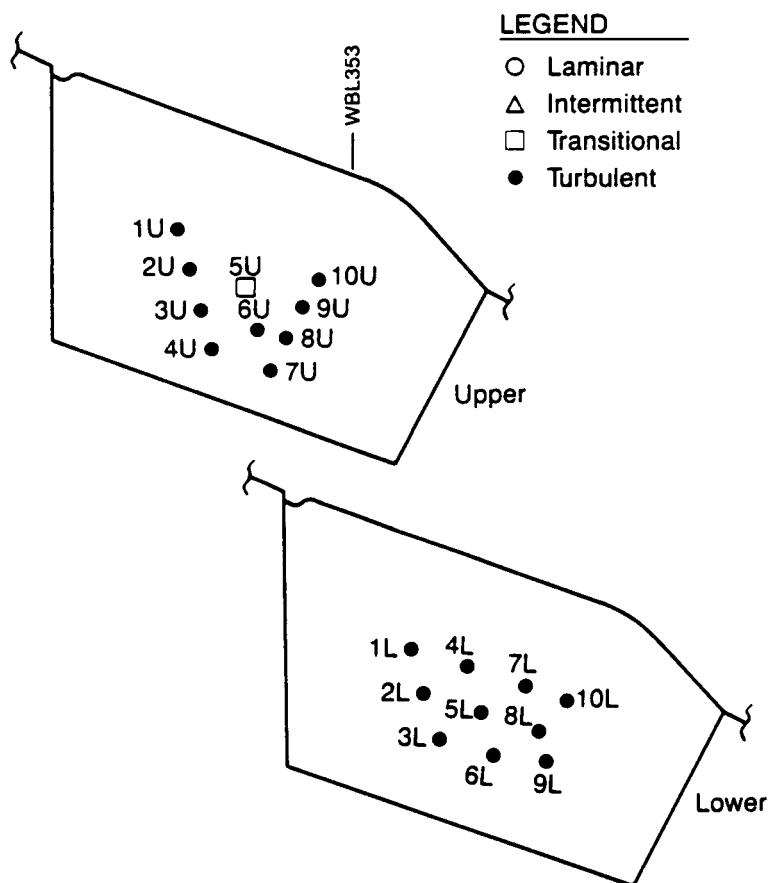 LEGEND
Laminar
Intermittent
Transitional
Turbulent
WBL353
1U
2U
5U
10U
3U
6U
9U
4U
8U
7U
Upper
1L
4L
7L
2L
10L
5L
8L
3L
6L
9L
Lower